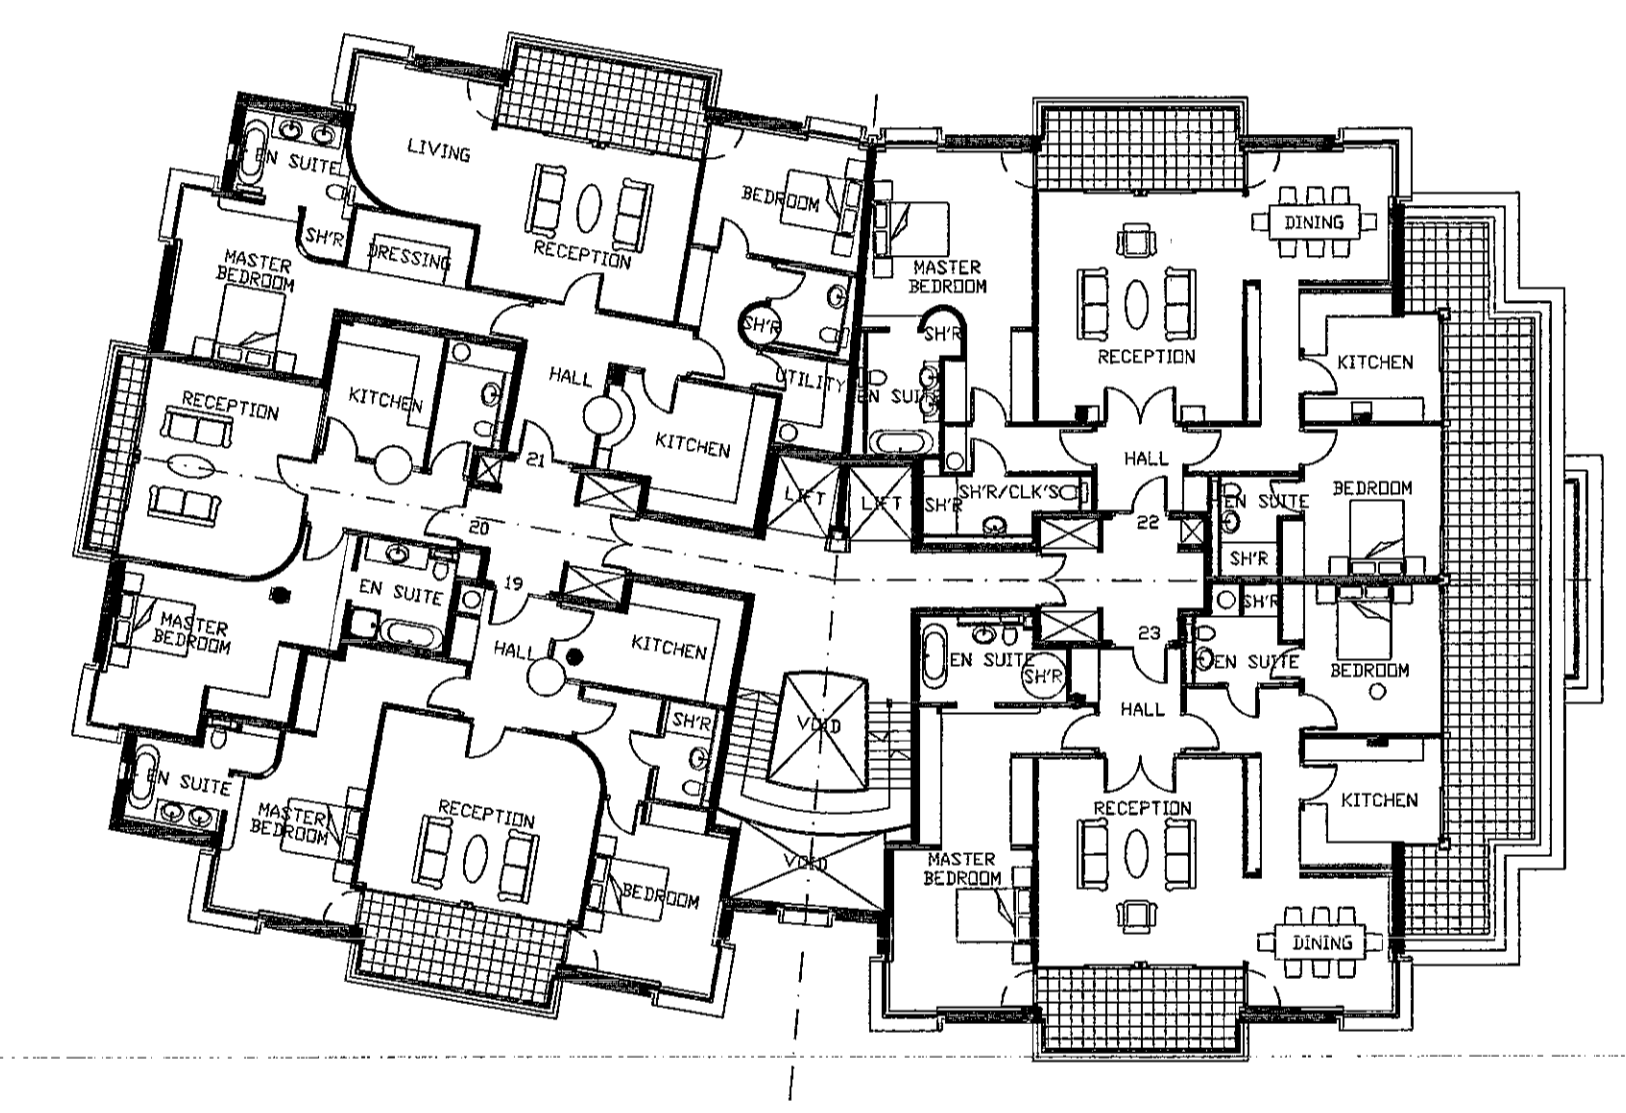 LIVING
EN SUITE
SH'R
DRESSING
MASTER
BEDROOM
RECEPTION
BEDROOM
SH'R
UTILITY
HALL
KITCHEN
21
RECEPTION
KITCHEN
20
MASTER
BEDROOM
EN SUITE
19
HALL
KITCHEN
SH'R
EN SUITE
MASTER
BEDROOM
RECEPTION
BEDROOM
LIFT
LIFT
VOID
VOID
MASTER
BEDROOM
SH'R
EN SUITE
RECEPTION
DINING
KITCHEN
HALL
SH'R/CLK'S
SH'R
22
EN SUITE
SH'R
BEDROOM
23
SH'R
EN SUITE
BEDROOM
EN SUITE
SH'R
HALL
RECEPTION
KITCHEN
MASTER
BEDROOM
DINING